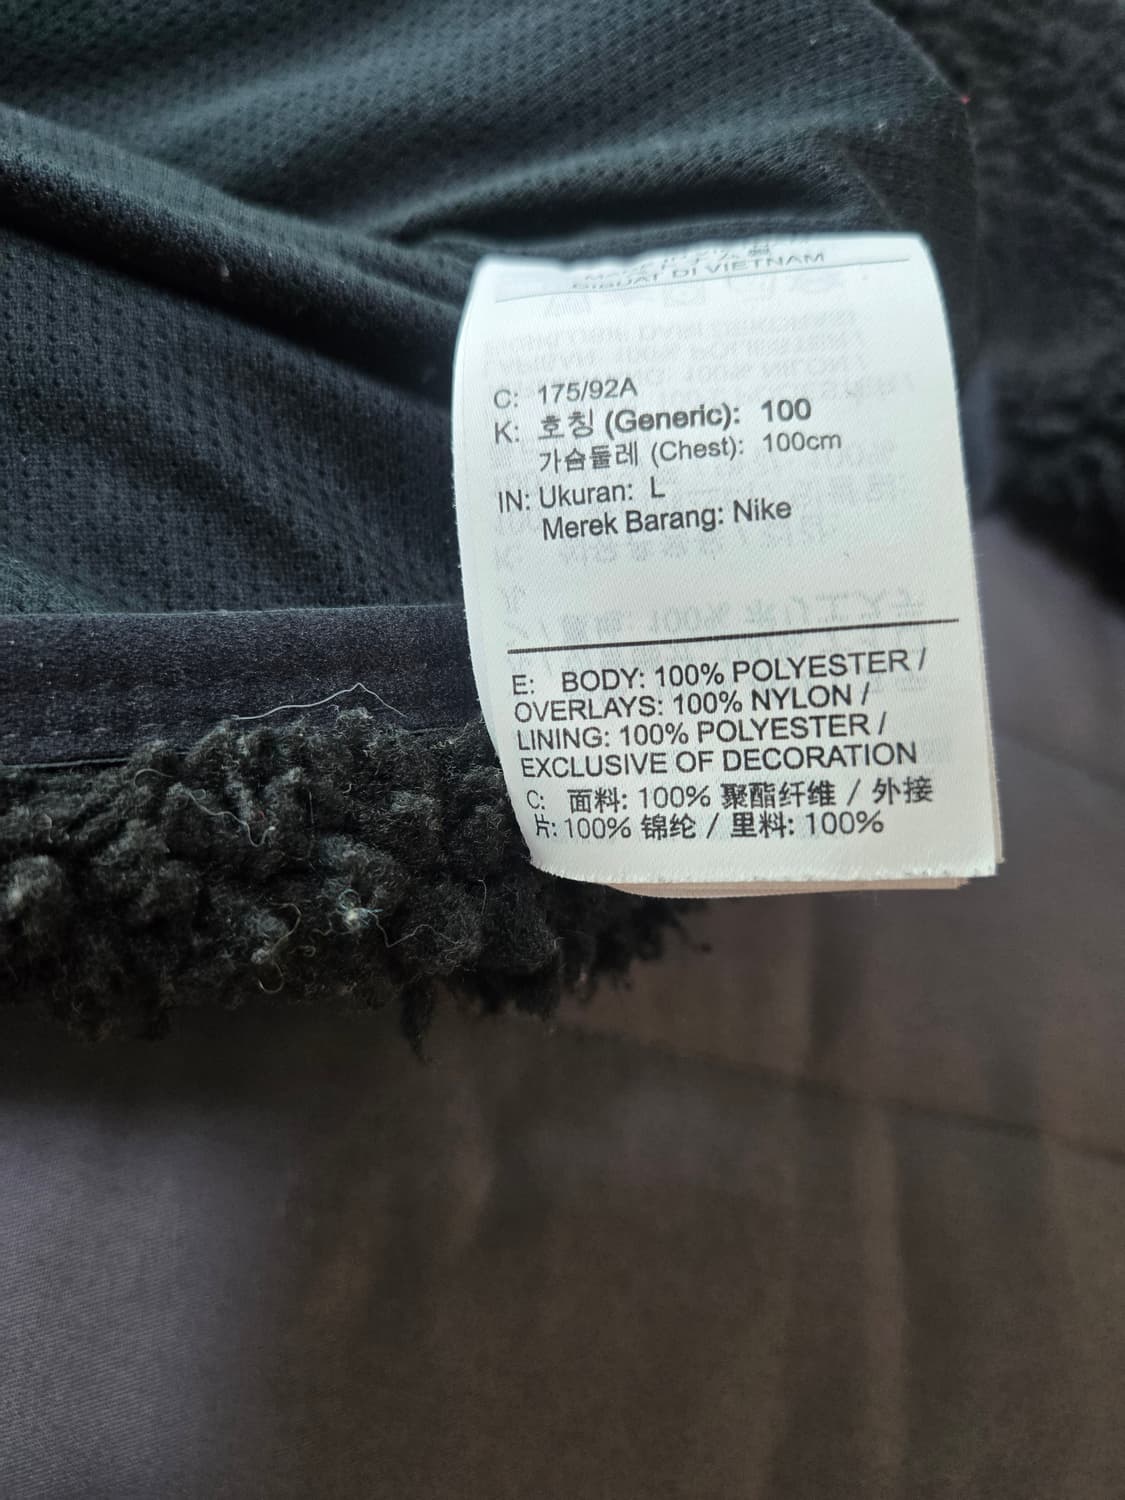 DIBUAT DI VIETNAM
C: 175/92A
K: 호칭 (Generic): 100
가슴둘레 (Chest): 100cm
IN: Ukuran: L
Merek Barang: Nike
E: BODY: 100% POLYESTER /
OVERLAYS: 100% NYLON /
LINING: 100% POLYESTER /
EXCLUSIVE OF DECORATION
C: 面料: 100% 聚酯纤维 / 外接
片: 100% 锦纶 / 里料: 100%